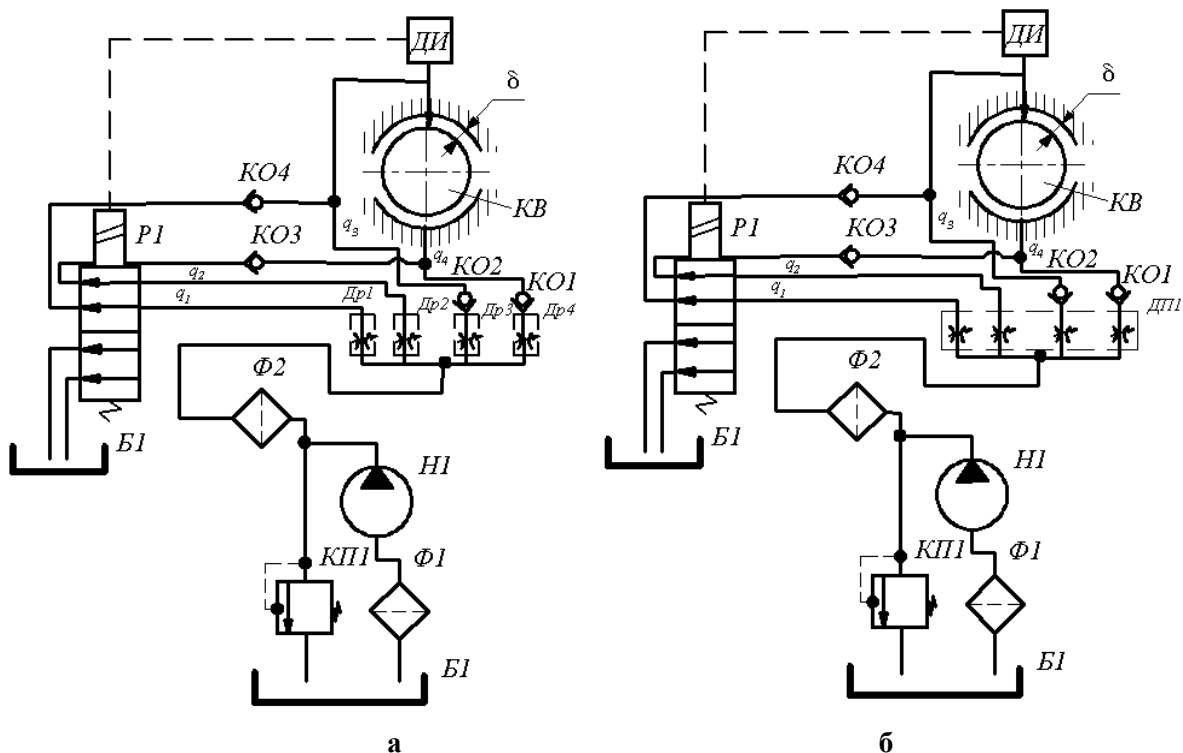 ДИ
δ
КО4
КВ
q3
Р1
КО3
q4
КО2
q2
КО1
q1
Др1
Др2
Др3
Др4
Ф2
Б1
Н1
КП1
Ф1
Б1
а
ДИ
δ
КО4
КВ
q3
Р1
КО3
q4
КО2
q2
КО1
q1
ДП1
Ф2
Б1
Н1
КП1
Ф1
Б1
б